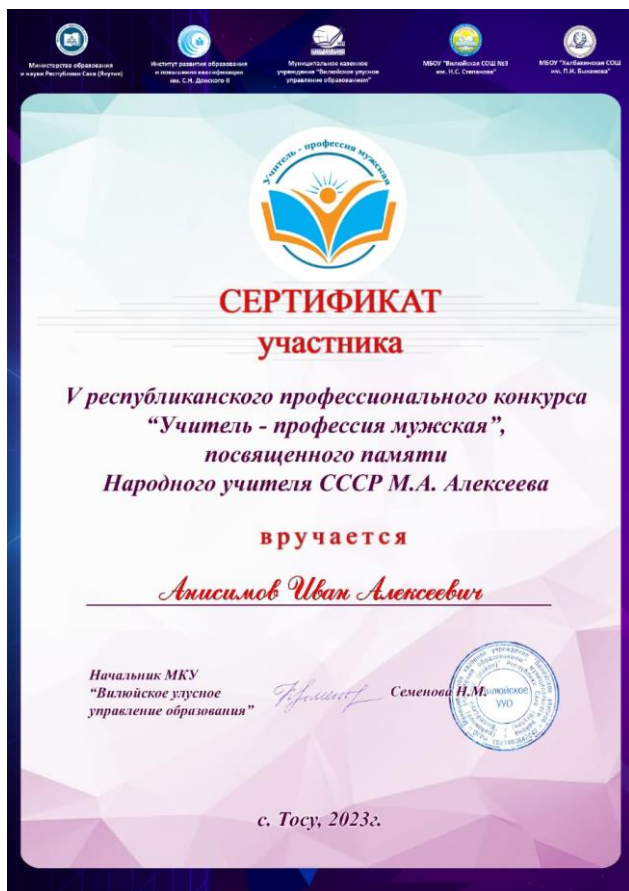 Министерство образования
и науки Республики Саха (Якутия)
Институт развития образования
и повышения квалификации
им. С.Н. Донского-II
Муниципальное казенное
учреждение "Вилюйское улусное
управление образованием"
МБОУ "Вилюйская СОШ №3
им. Н.С. Степанова"
МБОУ "Халбакинская СОШ
им. П.И. Быканова"
Учитель - профессия мужская
СЕРТИФИКАТ
участника
V республиканского профессионального конкурса
“Учитель - профессия мужская”,
посвященного памяти
Народного учителя СССР М.А. Алексеева
вручается
Анисимов Иван Алексеевич
Начальник МКУ
“Вилюйское улусное
управление образования”
Семенова Н.М.
Вилюйское
УУО
с. Тосу, 2023г.